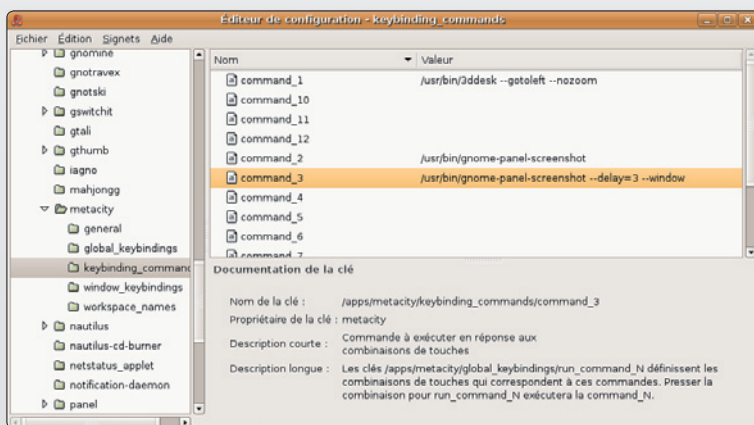 Éditeur de configuration - keybinding_commands
Fichier Édition Signets Aide
gnomine
gnotravex
gnotski
gswitchit
gtali
gthumb
iagno
mahjongg
metacity
general
global_keybindings
keybinding_command
window_keybindings
workspace_names
nautilus
nautilus-cd-burner
netstatus_applet
notification-daemon
panel
Nom Valeur
command_1 /usr/bin/3ddesk --gotoleft --nozoom
command_10
command_11
command_12
command_2 /usr/bin/gnome-panel-screenshot
command_3 /usr/bin/gnome-panel-screenshot --delay=3 --window
command_4
command_5
command_6
command_7
Documentation de la clé
Nom de la clé : /apps/metacity/keybinding_commands/command_3
Propriétaire de la clé : metacity
Description courte : Commande à exécuter en réponse aux
combinaisons de touches
Description longue : Les clés /apps/metacity/global_keybindings/run_command_N définissent les
combinaisons de touches qui correspondent à ces commandes. Presser la
combinaison pour run_command_N exécutera la command_N.